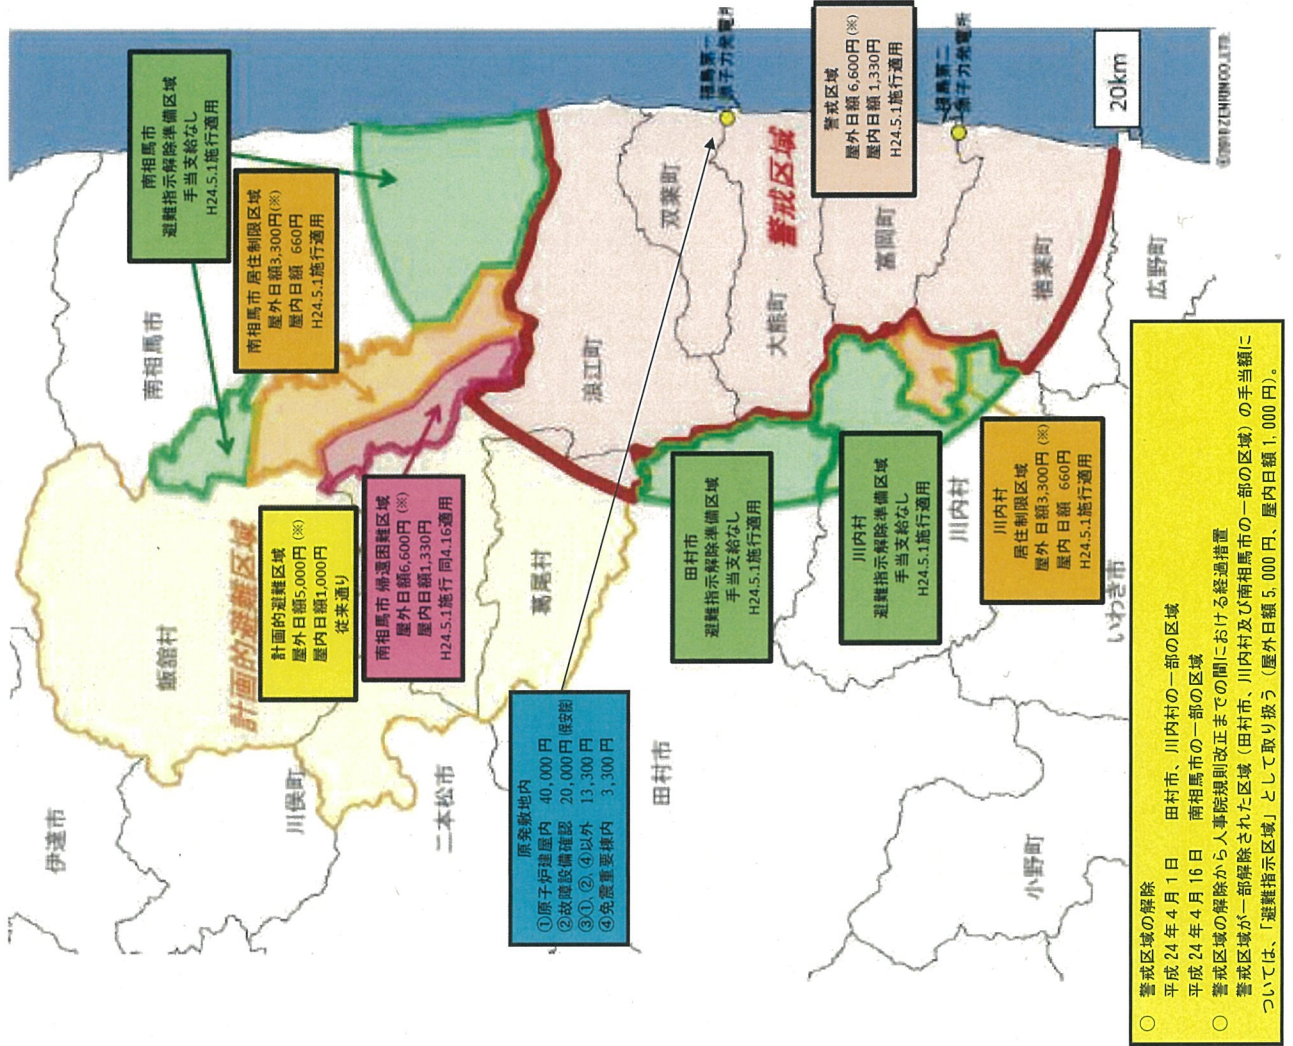 南相馬市
避難指示解除準備区域
手当支給なし
H24.5.1施行適用
南相馬市 居住制限区域
屋外日額3,300円(※)
屋内日額 660円
H24.5.1施行適用
計画的避難区域
屋外日額5,000円(※)
屋内日額1,000円
従来通り
南相馬市 帰還困難区域
屋外日額6,600円(※)
屋内日額1,330円
H24.5.1施行 同4.16適用
原発敷地内
①原子炉建屋内 40,000円
②故障設備確認 20,000円(保安院)
③①、②、④以外 13,300円
④免震重要棟内 3,300円
田村市
避難指示解除準備区域
手当支給なし
H24.5.1施行適用
川内村
避難指示解除準備区域
手当支給なし
H24.5.1施行適用
川内村
居住制限区域
屋外 日額3,300円(※)
屋内 日額 660円
H24.5.1施行適用
警戒区域
屋外日額 6,600円(※)
屋内日額 1,330円
H24.5.1施行適用
20km
伊達市
飯舘村
計画的避難区域
南相馬市
川俣町
二本松市
葛尾村
浪江町
双葉町
大熊町
警戒区域
富岡町
楢葉町
広野町
田村市
川内村
いわき市
小野町
福島第一
原子力発電所
福島第二
原子力発電所
○ 警戒区域の解除
平成24年4月1日 田村市、川内村の一部の区域
平成24年4月16日 南相馬市の一部の区域
○ 警戒区域の解除から人事院規則改正までの間における経過措置
警戒区域が一部解除された区域(田村市、川内村及び南相馬市の一部の区域)の手当額に
ついては、「避難指示区域」として取り扱う(屋外日額5,000円、屋内日額1,000円)。